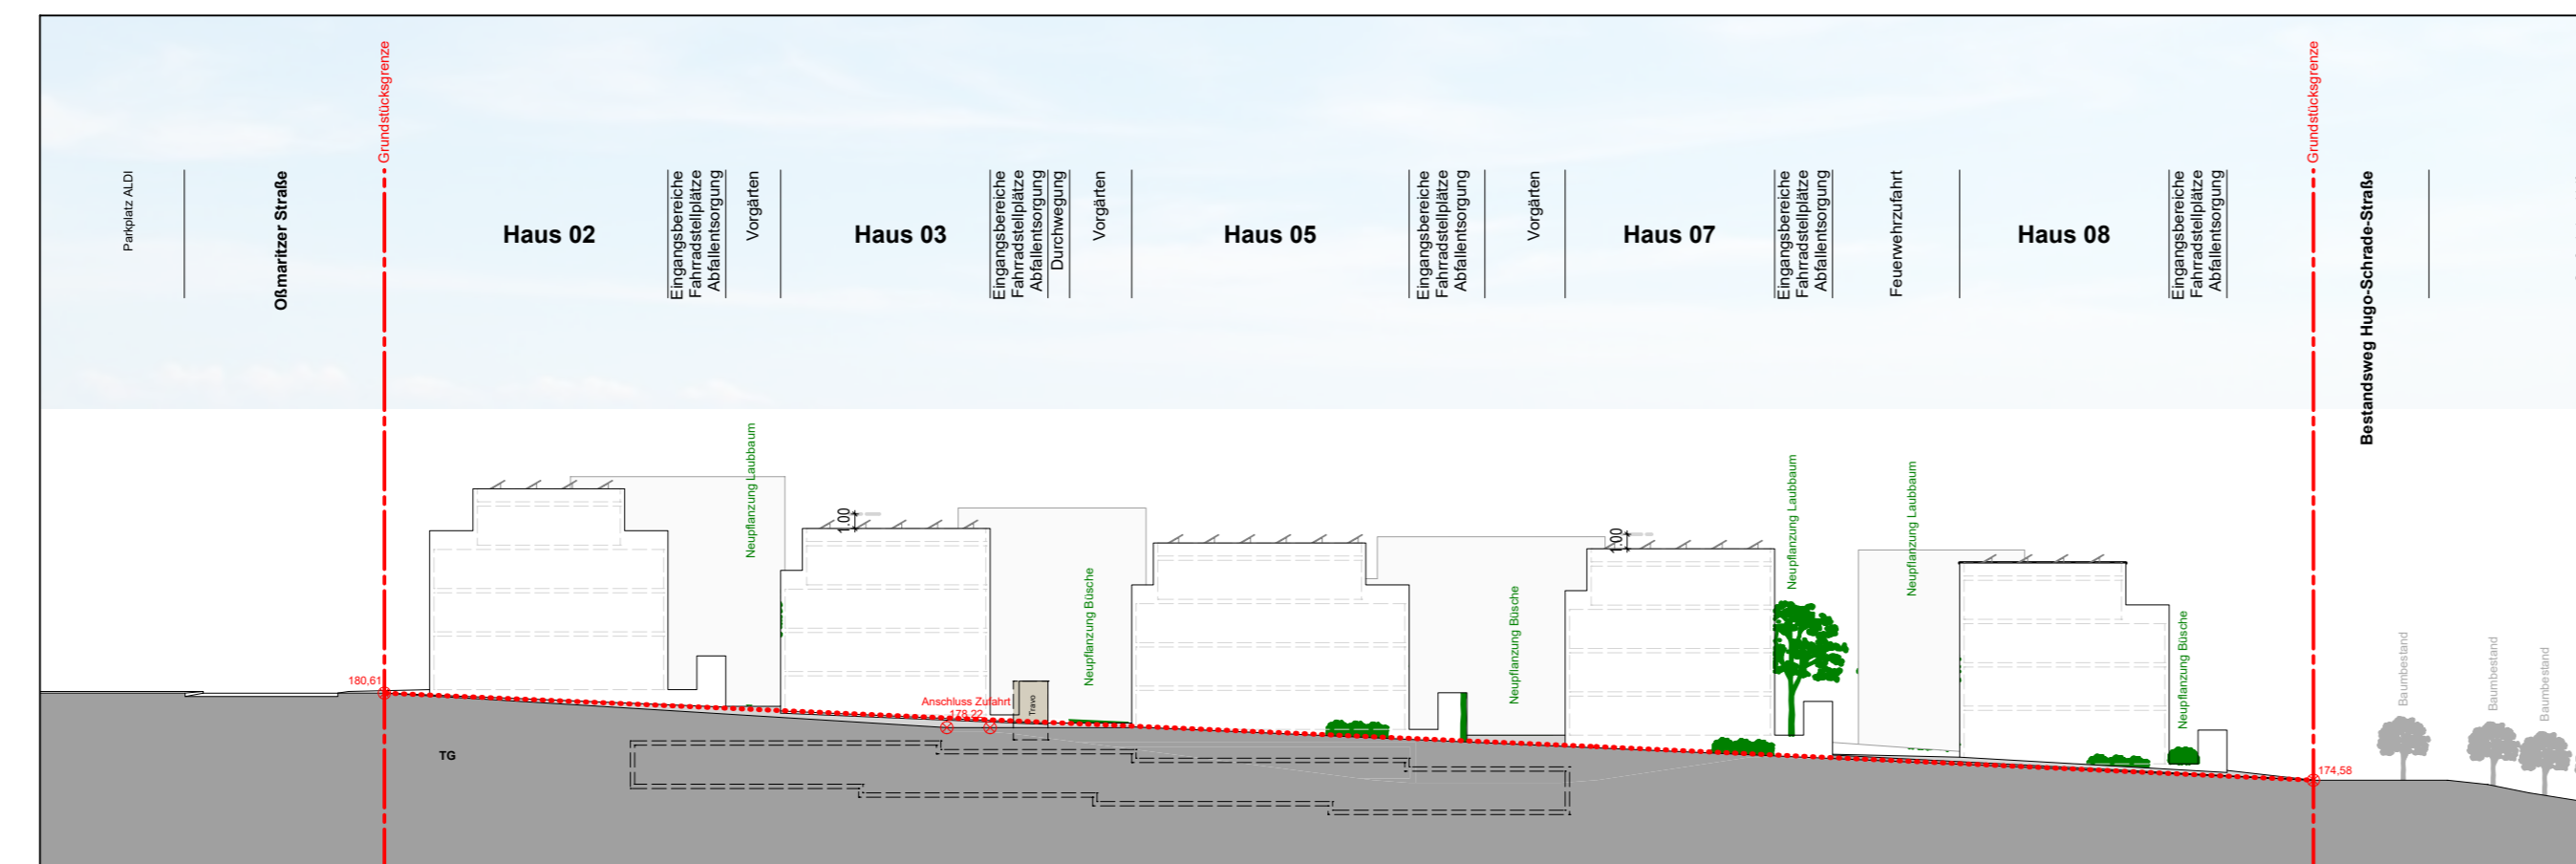 Parkplatz ALDI
Oßmaritzer Straße
Grundstücksgrenze
Haus 02
Eingangsbereiche
Fahrradstellplätze
Abfallentsorgung
Vorgärten
Haus 03
Eingangsbereiche
Fahrradstellplätze
Abfallentsorgung
Durchwegung
Vorgärten
Haus 05
Eingangsbereiche
Fahrradstellplätze
Abfallentsorgung
Vorgärten
Haus 07
Eingangsbereiche
Fahrradstellplätze
Abfallentsorgung
Feuerwehrzufahrt
Haus 08
Eingangsbereiche
Fahrradstellplätze
Abfallentsorgung
Grundstücksgrenze
Bestandsweg Hugo-Schrade-Straße
Neupflanzung Laubbaum
1.00
Neupflanzung Büsche
Neupflanzung Büsche
1.00
Neupflanzung Laubbaum
Neupflanzung Laubbaum
Neupflanzung Büsche
Baumbestand
Baumbestand
Baumbestand
180,61
Anschluss Zufahrt
178,22
Travo
TG
174,58